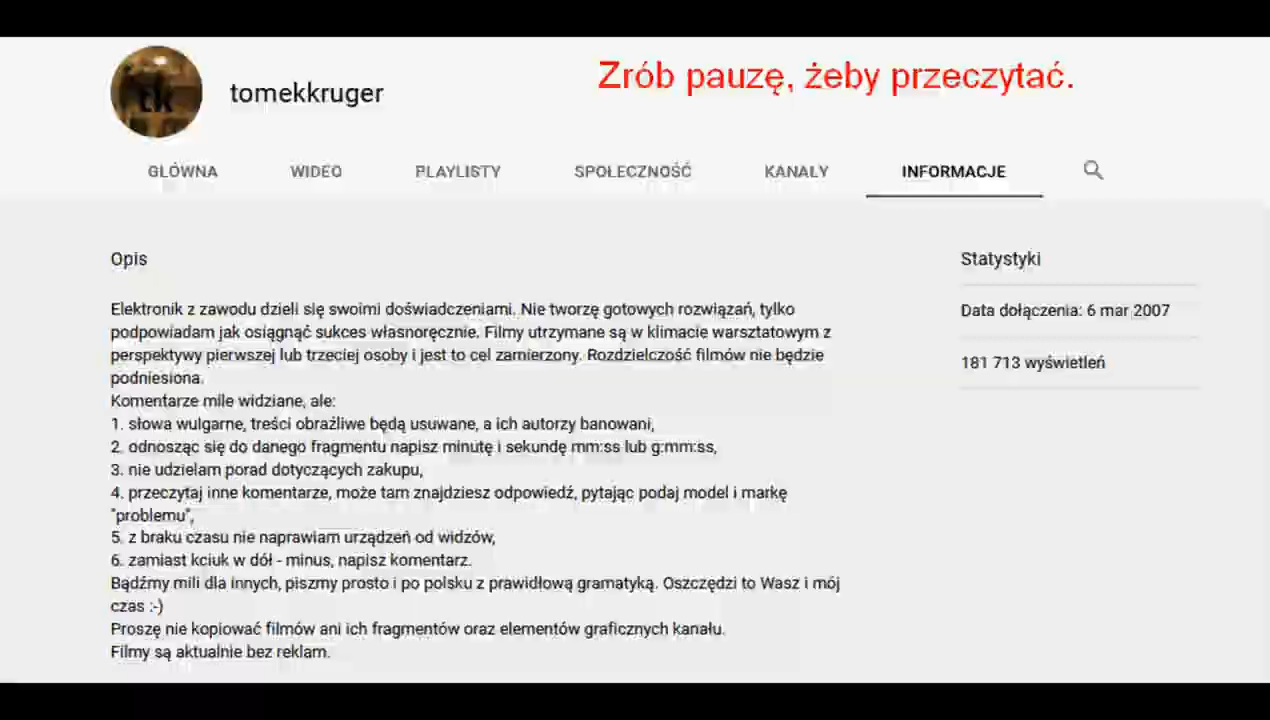 tk
tomekkruger
Zrób pauzę, żeby przeczytać.
GŁÓWNA WIDEO PLAYLISTY SPOŁECZNOŚĆ KANAŁY INFORMACJE
Opis
Statystyki
Elektronik z zawodu dzieli się swoimi doświadczeniami. Nie tworzę gotowych rozwiązań, tylko
podpowiadam jak osiągnąć sukces własnoręcznie. Filmy utrzymane są w klimacie warsztatowym z
perspektywy pierwszej lub trzeciej osoby i jest to cel zamierzony. Rozdzielczość filmów nie będzie
podniesiona.
Komentarze mile widziane, ale:
1. słowa wulgarne, treści obraźliwe będą usuwane, a ich autorzy banowani,
2. odnosząc się do danego fragmentu napisz minutę i sekundę mm:ss lub g:mm:ss,
3. nie udzielam porad dotyczących zakupu,
4. przeczytaj inne komentarze, może tam znajdziesz odpowiedź, pytając podaj model i markę
"problemu",
5. z braku czasu nie naprawiam urządzeń od widzów,
6. zamiast kciuk w dół - minus, napisz komentarz.
Bądźmy mili dla innych, piszmy prosto i po polsku z prawidłową gramatyką. Oszczędzi to Wasz i mój
czas :-)
Proszę nie kopiować filmów ani ich fragmentów oraz elementów graficznych kanału.
Filmy są aktualnie bez reklam.
Data dołączenia: 6 mar 2007
181 713 wyświetleń